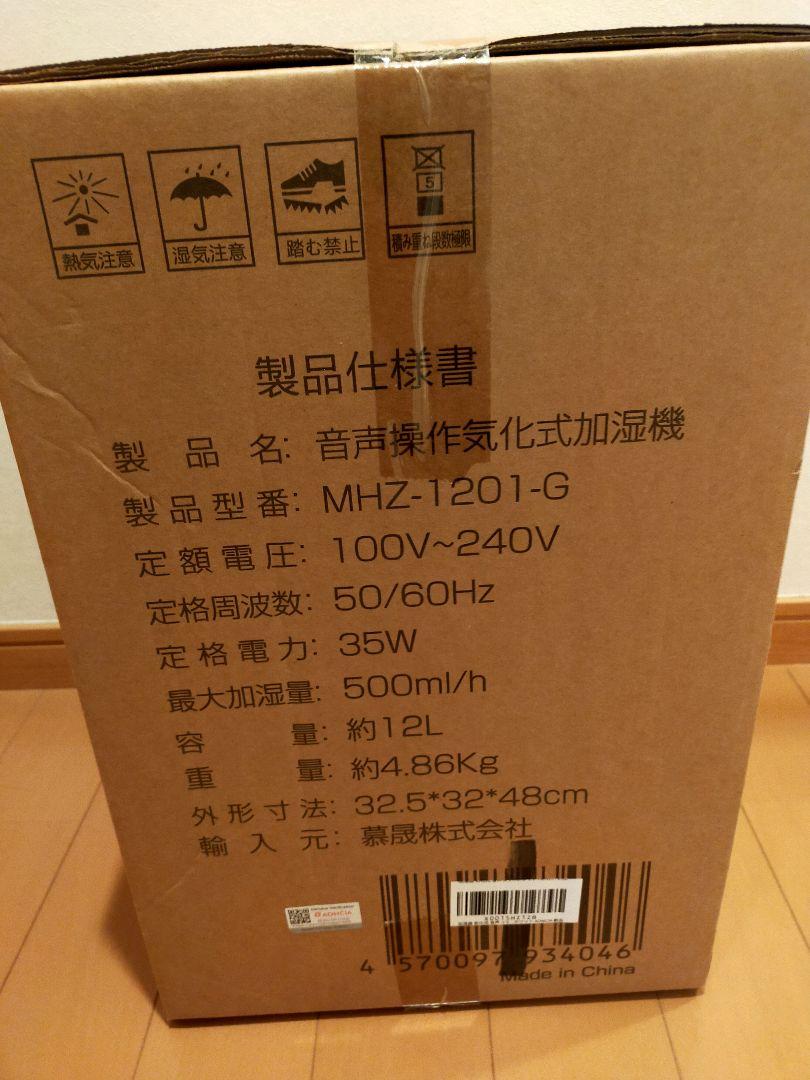 熱気注意 湿気注意 踏む禁止 積み重ね段数極限
5
製品仕様書
製品名: 音声操作気化式加湿機
製品型番: MHZ-1201-G
定額電圧: 100V~240V
定格周波数: 50/60Hz
定格電力: 35W
最大加湿量: 500ml/h
容量: 約12L
重量: 約4.86Kg
外形寸法: 32.5*32*48cm
輸入元: 慕晟株式会社
AOHCIA
4 570097 934046
Made in China